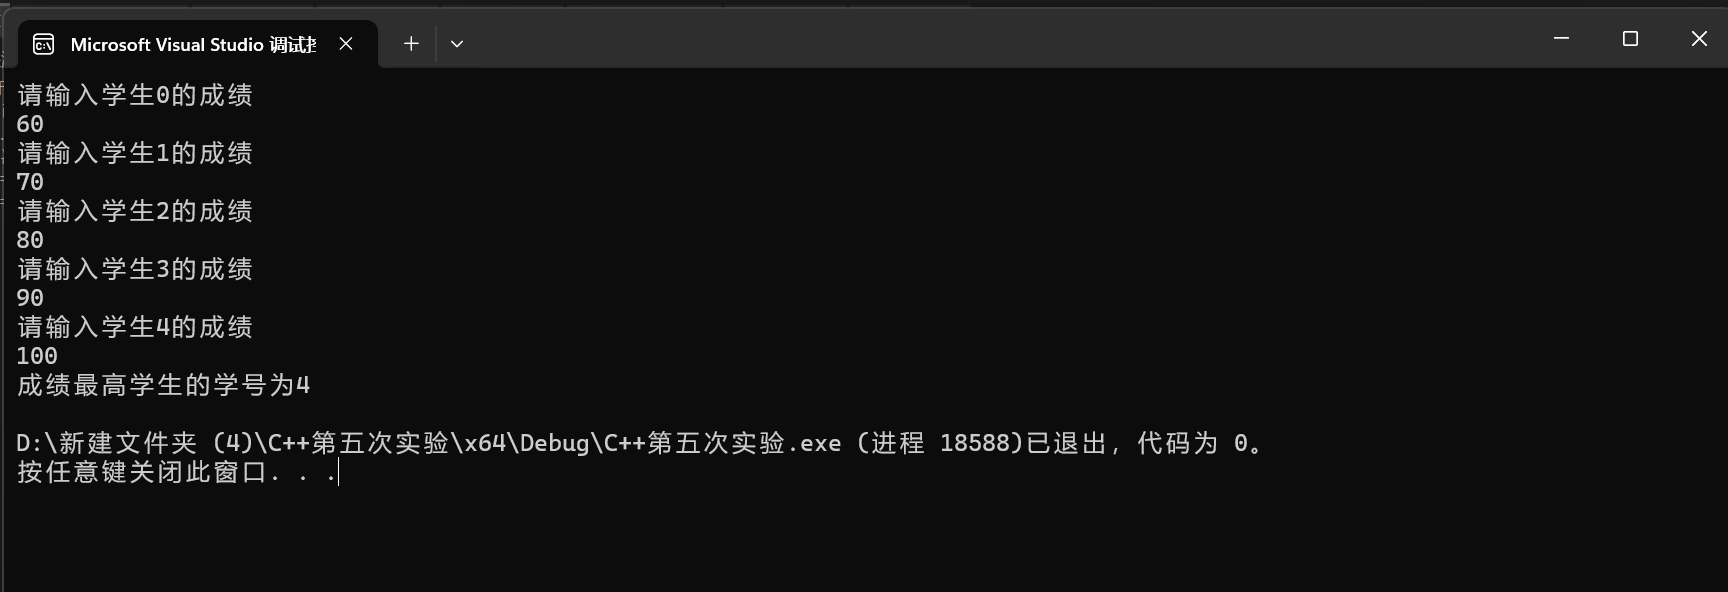 Microsoft Visual Studio 调试
请输入学生0的成绩
60
请输入学生1的成绩
70
请输入学生2的成绩
80
请输入学生3的成绩
90
请输入学生4的成绩
100
成绩最高学生的学号为4
D:\新建文件夹 (4)\C++第五次实验\x64\Debug\C++第五次实验.exe (进程 18588)已退出，代码为 0。
按任意键关闭此窗口. . .